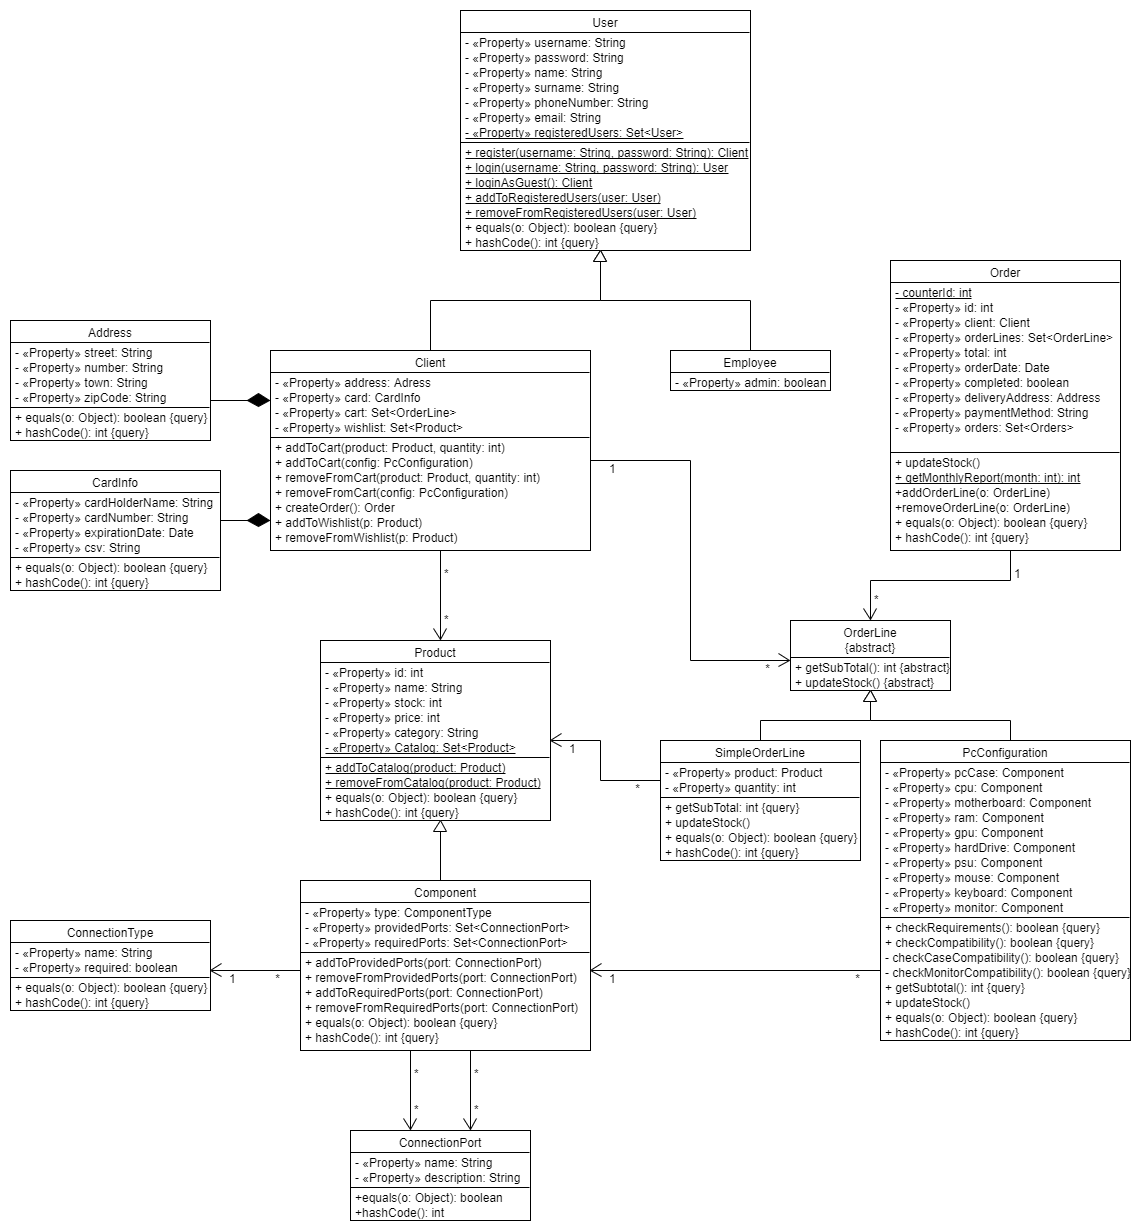 User
- «Property» username: String
- «Property» password: String
- «Property» name: String
- «Property» surname: String
- «Property» phoneNumber: String
- «Property» email: String
- «Property» registeredUsers: Set<User>
+ register(username: String, password: String): Client
+ login(username: String, password: String): User
+ loginAsGuest(): Client
+ addToRegisteredUsers(user: User)
+ removeFromRegisteredUsers(user: User)
+ equals(o: Object): boolean {query}
+ hashCode(): int {query}
Order
- counterId: int
- «Property» id: int
- «Property» client: Client
- «Property» orderLines: Set<OrderLine>
- «Property» total: int
- «Property» orderDate: Date
- «Property» completed: boolean
- «Property» deliveryAddress: Address
- «Property» paymentMethod: String
- «Property» orders: Set<Orders>
+ updateStock()
+ getMonthlyReport(month: int): int
+addOrderLine(o: OrderLine)
+removeOrderLine(o: OrderLine)
+ equals(o: Object): boolean {query}
+ hashCode(): int {query}
Address
- «Property» street: String
- «Property» number: String
- «Property» town: String
- «Property» zipCode: String
+ equals(o: Object): boolean {query}
+ hashCode(): int {query}
Client
- «Property» address: Adress
- «Property» card: CardInfo
- «Property» cart: Set<OrderLine>
- «Property» wishlist: Set<Product>
+ addToCart(product: Product, quantity: int)
+ addToCart(config: PcConfiguration)
+ removeFromCart(product: Product, quantity: int)
+ removeFromCart(config: PcConfiguration)
+ createOrder(): Order
+ addToWishlist(p: Product)
+ removeFromWishlist(p: Product)
Employee
- «Property» admin: boolean
CardInfo
- «Property» cardHolderName: String
- «Property» cardNumber: String
- «Property» expirationDate: Date
- «Property» csv: String
+ equals(o: Object): boolean {query}
+ hashCode(): int {query}
1
*
*
1
*
*
OrderLine
{abstract}
+ getSubTotal(): int {abstract}
+ updateStock() {abstract}
Product
- «Property» id: int
- «Property» name: String
- «Property» stock: int
- «Property» price: int
- «Property» category: String
- «Property» Catalog: Set<Product>
+ addToCatalog(product: Product)
+ removeFromCatalog(product: Product)
+ equals(o: Object): boolean {query}
+ hashCode(): int {query}
1
*
SimpleOrderLine
- «Property» product: Product
- «Property» quantity: int
+ getSubTotal: int {query}
+ updateStock()
+ equals(o: Object): boolean {query}
+ hashCode(): int {query}
PcConfiguration
- «Property» pcCase: Component
- «Property» cpu: Component
- «Property» motherboard: Component
- «Property» ram: Component
- «Property» gpu: Component
- «Property» hardDrive: Component
- «Property» psu: Component
- «Property» mouse: Component
- «Property» keyboard: Component
- «Property» monitor: Component
+ checkRequirements(): boolean {query}
+ checkCompatibility(): boolean {query}
- checkCaseCompatibility(): boolean {query}
- checkMonitorCompatibility(): boolean {query}
+ getSubtotal(): int {query}
+ updateStock()
+ equals(o: Object): boolean {query}
+ hashCode(): int {query}
Component
- «Property» type: ComponentType
- «Property» providedPorts: Set<ConnectionPort>
- «Property» requiredPorts: Set<ConnectionPort>
+ addToProvidedPorts(port: ConnectionPort)
+ removeFromProvidedPorts(port: ConnectionPort)
+ addToRequiredPorts(port: ConnectionPort)
+ removeFromRequiredPorts(port: ConnectionPort)
+ equals(o: Object): boolean {query}
+ hashCode(): int {query}
ConnectionType
- «Property» name: String
- «Property» required: boolean
+ equals(o: Object): boolean {query}
+ hashCode(): int {query}
1
*
1
*
*
*
*
*
ConnectionPort
- «Property» name: String
- «Property» description: String
+equals(o: Object): boolean
+hashCode(): int